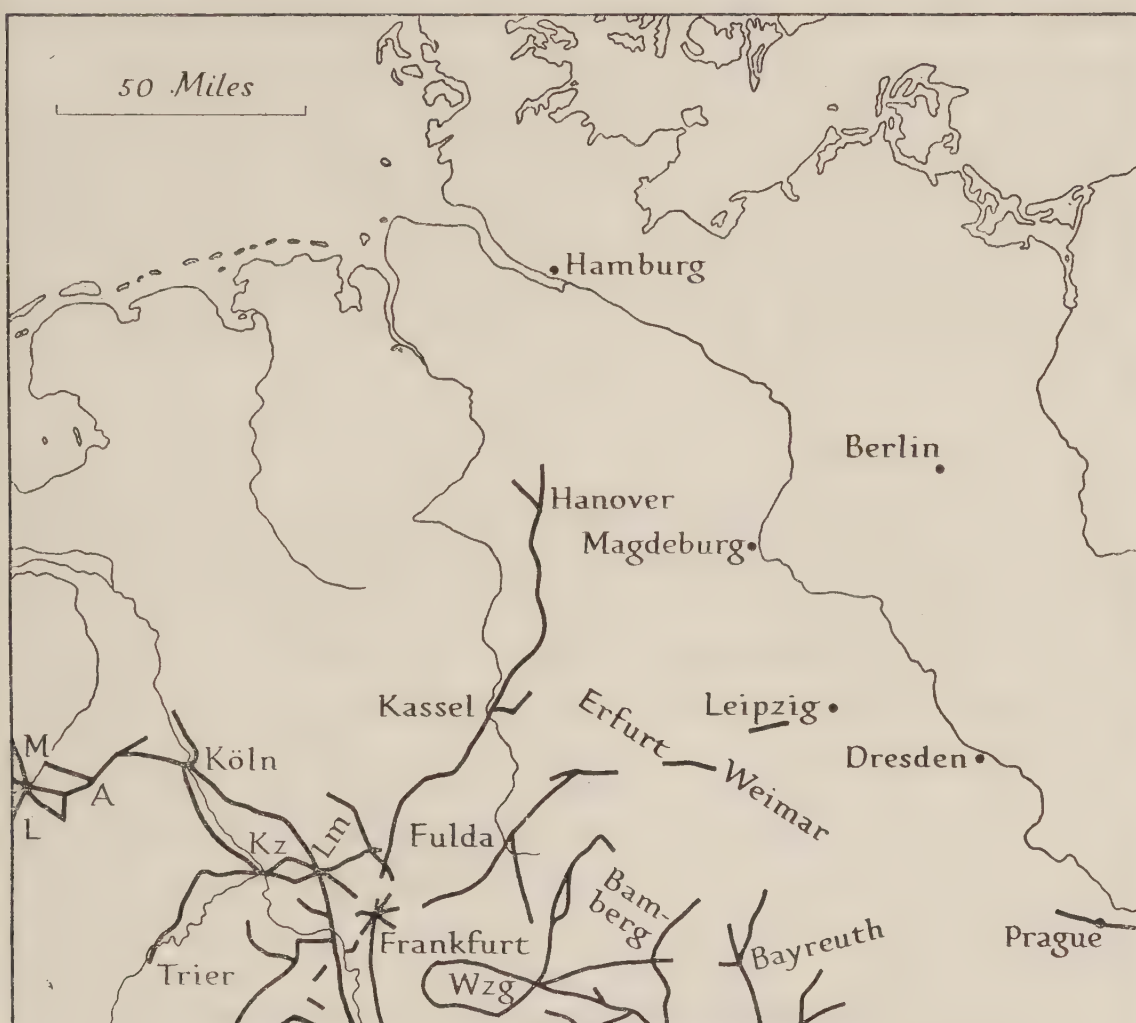 50 Miles
Hamburg
Berlin
Hanover
Magdeburg
Kassel
Erfurt
Leipzig
M
Köln
Dresden
A
Weimar
L
Kz
Lm
Fulda
Bam-
berg
Frankfurt
Bayreuth
Prague
Trier
Wzg